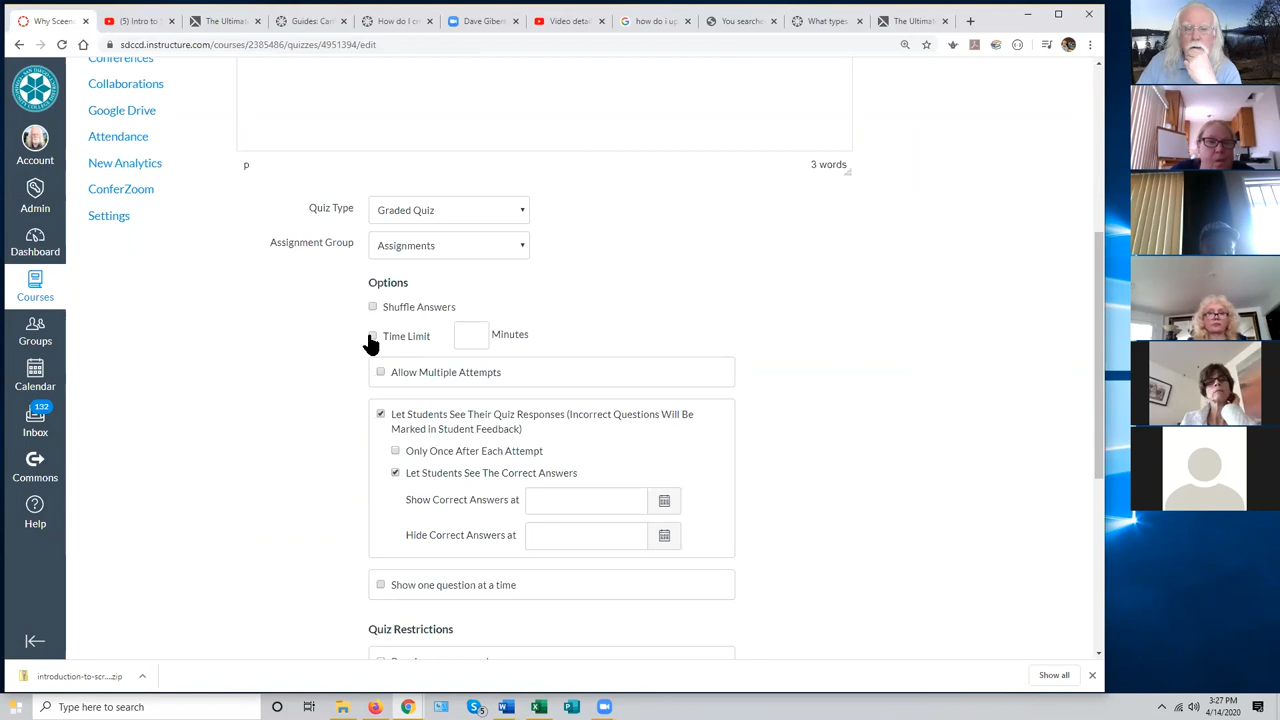 Why Screen
(5) Intro to S
The Ultima
Guides: Can
How do I cr
Dave Giber
Video detail
how do i up
You searche
What types
The Ultimat
sdccd.instructure.com/courses/2385486/quizzes/4951394/edit
Conferences
Collaborations
Google Drive
Attendance
New Analytics
ConferZoom
Settings
Account
Admin
Dashboard
Courses
Groups
Calendar
132
Inbox
Commons
Help
p
3 words
Quiz Type
Graded Quiz
Assignment Group
Assignments
Options
Shuffle Answers
Time Limit
Minutes
Allow Multiple Attempts
Let Students See Their Quiz Responses (Incorrect Questions Will Be
Marked in Student Feedback)
Only Once After Each Attempt
Let Students See The Correct Answers
Show Correct Answers at
Hide Correct Answers at
Show one question at a time
Quiz Restrictions
introduction-to-scr....zip
Show all
Type here to search
5
3:27 PM
4/14/2020